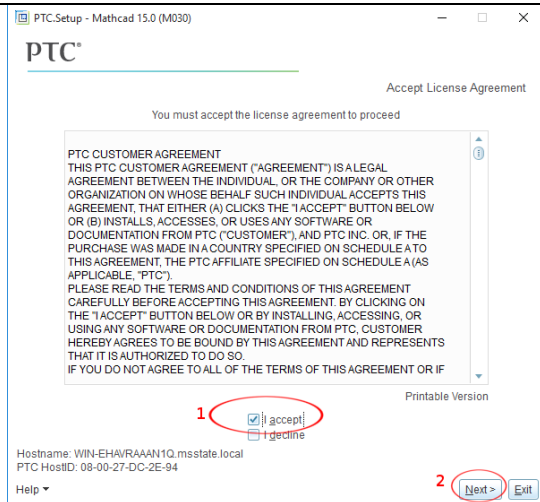 PTC.Setup - Mathcad 15.0 (M030)
PTC®
Accept License Agreement
You must accept the license agreement to proceed
PTC CUSTOMER AGREEMENT
THIS PTC CUSTOMER AGREEMENT ("AGREEMENT") IS A LEGAL
AGREEMENT BETWEEN THE INDIVIDUAL, OR THE COMPANY OR OTHER
ORGANIZATION ON WHOSE BEHALF SUCH INDIVIDUAL ACCEPTS THIS
AGREEMENT, THAT EITHER (A) CLICKS THE "I ACCEPT" BUTTON BELOW
OR (B) INSTALLS, ACCESSES, OR USES ANY SOFTWARE OR
DOCUMENTATION FROM PTC ("CUSTOMER"), AND PTC INC. OR, IF THE
PURCHASE WAS MADE IN A COUNTRY SPECIFIED ON SCHEDULE A TO
THIS AGREEMENT, THE PTC AFFILIATE SPECIFIED ON SCHEDULE A (AS
APPLICABLE, "PTC").
PLEASE READ THE TERMS AND CONDITIONS OF THIS AGREEMENT
CAREFULLY BEFORE ACCEPTING THIS AGREEMENT. BY CLICKING ON
THE "I ACCEPT" BUTTON BELOW OR BY INSTALLING, ACCESSING, OR
USING ANY SOFTWARE OR DOCUMENTATION FROM PTC, CUSTOMER
HEREBY AGREES TO BE BOUND BY THIS AGREEMENT AND REPRESENTS
THAT IT IS AUTHORIZED TO DO SO.
IF YOU DO NOT AGREE TO ALL OF THE TERMS OF THIS AGREEMENT OR IF
Printable Version
1
I accept
I decline
Hostname: WIN-EHAVRAAAN1Q.msstate.local
PTC HostID: 08-00-27-DC-2E-94
Help
2
Next >
Exit